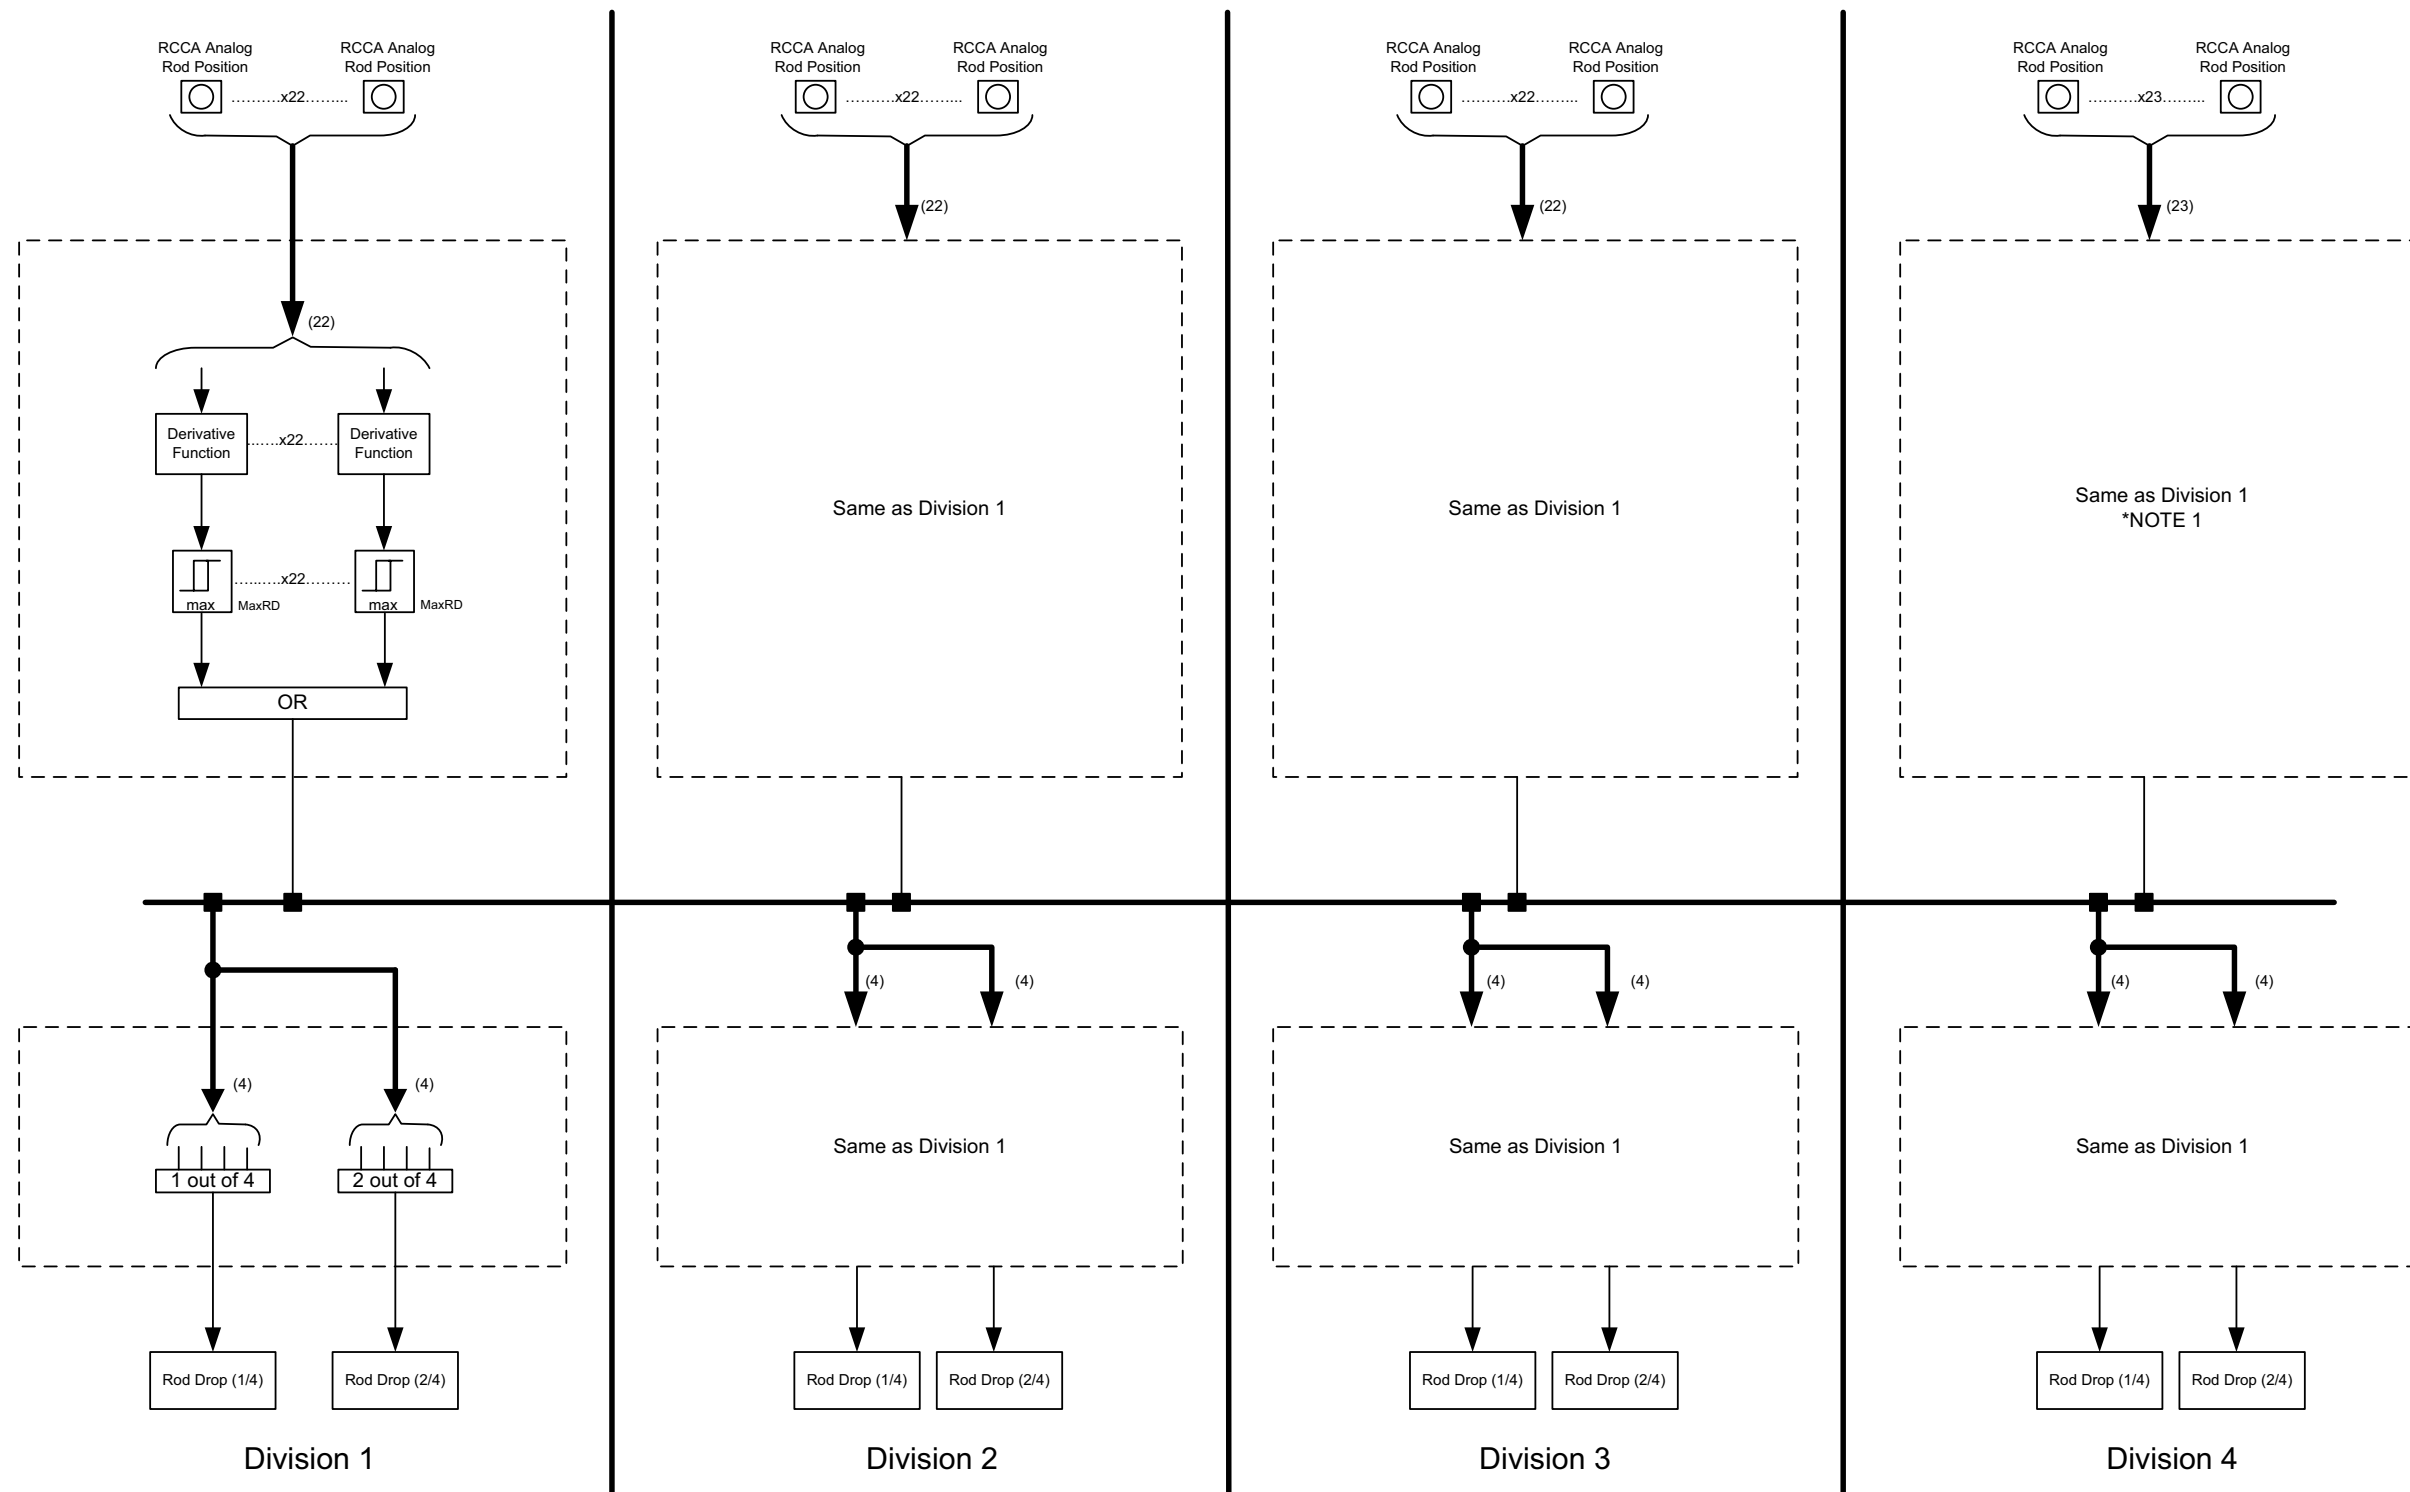 RCCA Analog
Rod Position
RCCA Analog
Rod Position
RCCA Analog
Rod Position
RCCA Analog
Rod Position
RCCA Analog
Rod Position
RCCA Analog
Rod Position
RCCA Analog
Rod Position
RCCA Analog
Rod Position
..........x22........
..........x22........
..........x22........
..........x23........
(22)
(22)
(23)
(22)
Derivative
Function
.......x22.......
Derivative
Function
Same as Division 1
Same as Division 1
Same as Division 1
*NOTE 1
max
MaxRD
.........x22.........
max
MaxRD
OR
(4)
(4)
(4)
(4)
(4)
(4)
(4)
(4)
1 out of 4
2 out of 4
Same as Division 1
Same as Division 1
Same as Division 1
Rod Drop (1/4)
Rod Drop (2/4)
Rod Drop (1/4)
Rod Drop (2/4)
Rod Drop (1/4)
Rod Drop (2/4)
Rod Drop (1/4)
Rod Drop (2/4)
Division 1
Division 2
Division 3
Division 4